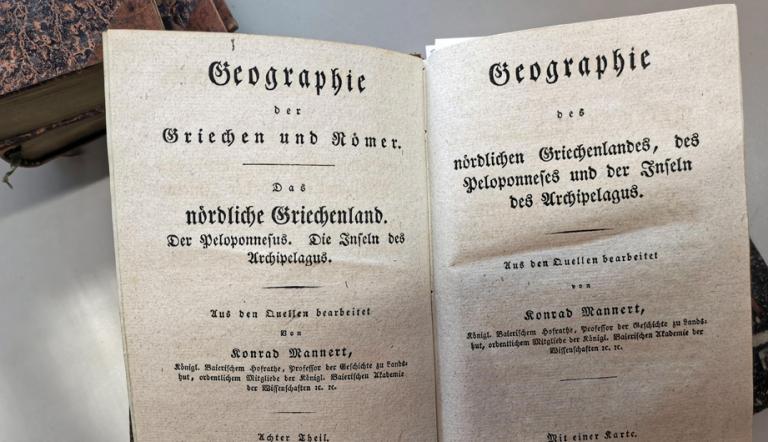 Geographie
der
Griechen und Römer.
Das
nördliche Griechenland.
Der Peloponnesus. Die Inseln des
Archipelagus.
Aus den Quellen bearbeitet
Von
Konrad Mannert,
Königl. Baierischem Hofrathe, Professor der Geschichte zu Lands-
hut, ordentlichem Mitgliede der Königl. Baierischen Akademie
der Wissenschaften ꝛc. ꝛc.
Achter Theil.
Geographie
des
nördlichen Griechenlandes, des
Peloponneses und der Inseln
des Archipelagus.
Aus den Quellen bearbeitet
von
Konrad Mannert,
Königl. Baierischem Hofrathe, Professor der Geschichte zu Lands-
hut, ordentlichem Mitgliede der Königl. Baierischen Akademie der
Wissenschaften ꝛc. ꝛc.
Mit einer Karte.